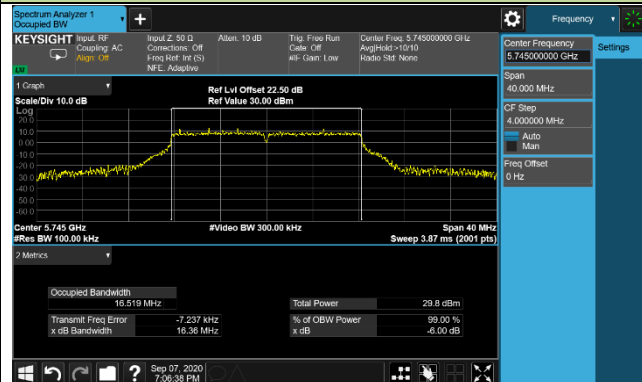 Spectrum Analyzer 1
Occupied BW
Frequency
KEYSIGHT
Input: RF
Coupling: AC
Align: Off
Input Z: 50 Ω
Corrections: Off
Freq Ref: Int (S)
NFE: Adaptive
Atten: 10 dB
Trig: Free Run
Gate: Off
#IF Gain: Low
Center Freq: 5.745000000 GHz
Avg|Hold:>10/10
Radio Std: None
LXI
1 Graph
Scale/Div 10.0 dB
Ref Lvl Offset 22.50 dB
Ref Value 30.00 dBm
Log
20.0
10.0
0.00
-10.0
-20.0
-30.0
-40.0
-50.0
-60.0
Center 5.745 GHz
#Res BW 100.00 kHz
#Video BW 300.00 kHz
Span 40 MHz
Sweep 3.87 ms (2001 pts)
2 Metrics
Occupied Bandwidth
16.519 MHz
Transmit Freq Error -7.237 kHz
x dB Bandwidth 16.36 MHz
Total Power 29.8 dBm
% of OBW Power 99.00 %
x dB -6.00 dB
Center Frequency
5.745000000 GHz
Span
40.000 MHz
CF Step
4.000000 MHz
Auto
Man
Freq Offset
0 Hz
Settings
?
Sep 07, 2020
7:06:38 PM